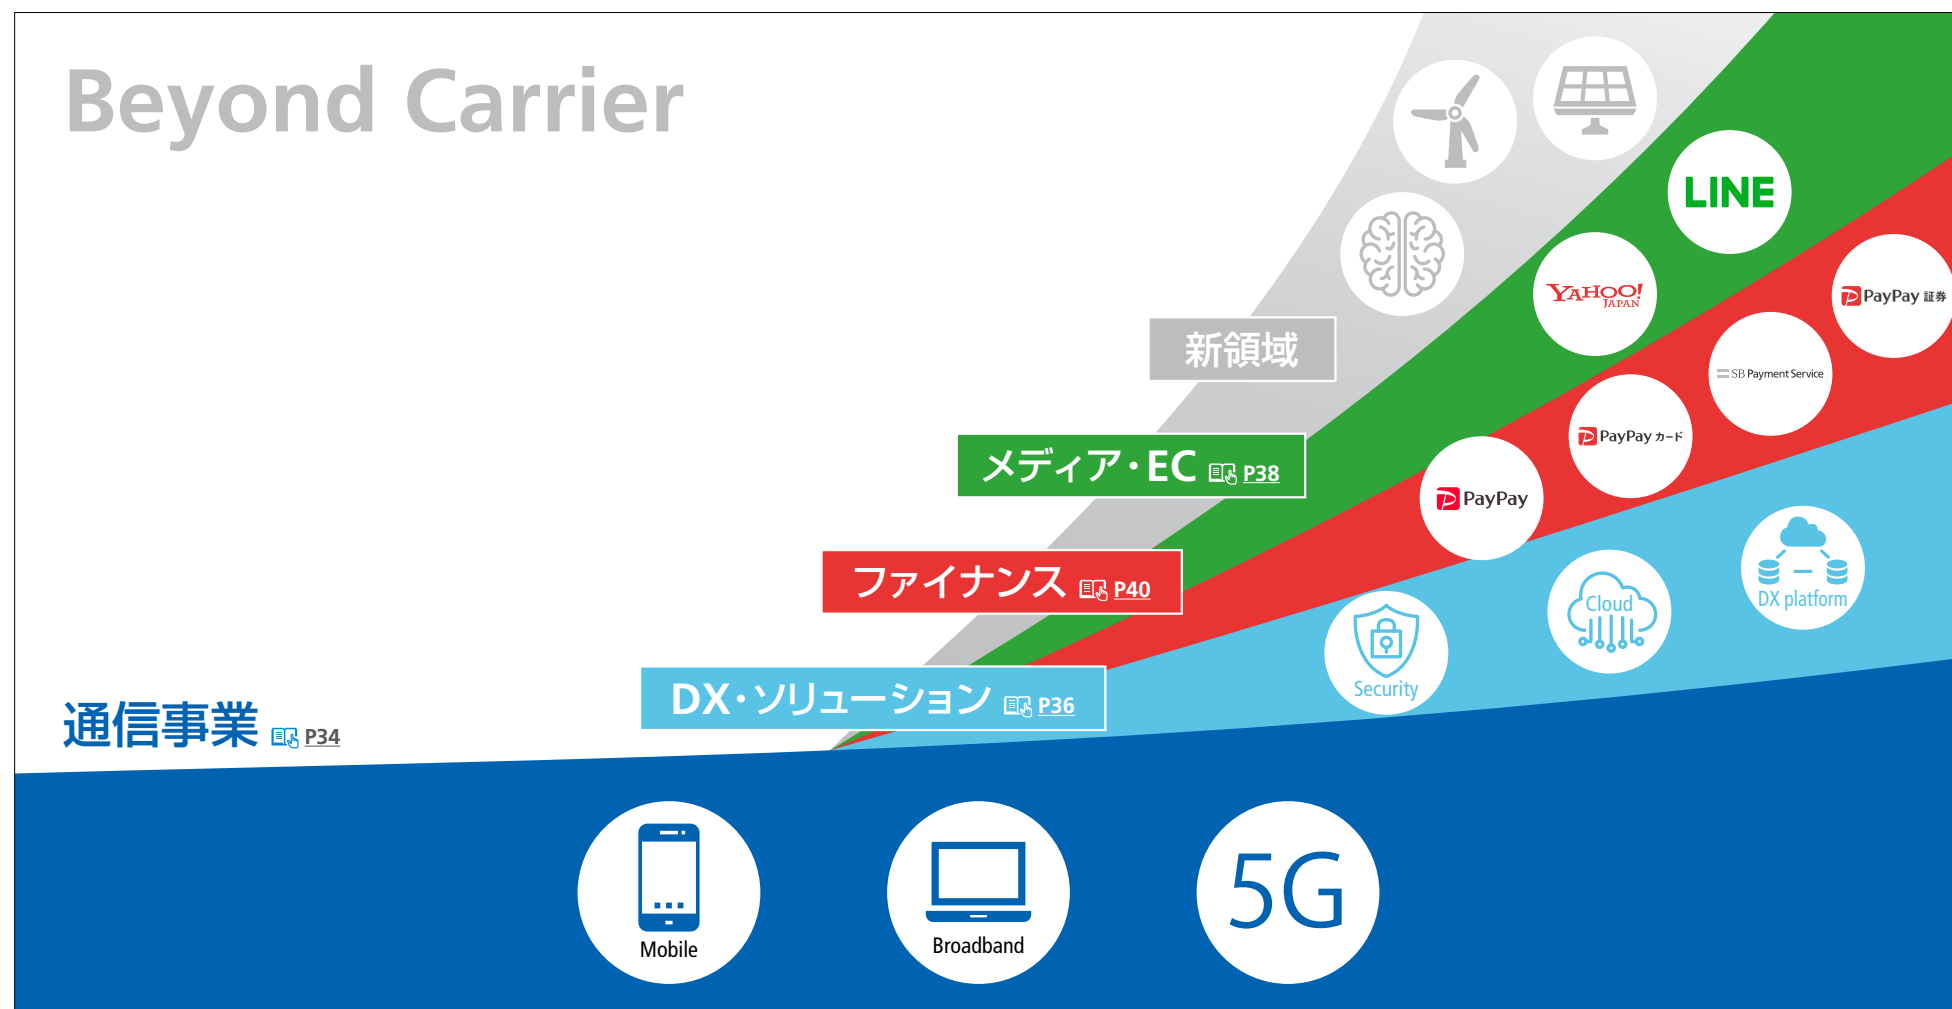 Beyond Carrier
LINE
YAHOO!
JAPAN
PayPay 証券
新領域
SB Payment Service
PayPay カード
メディア・EC P38
PayPay
ファイナンス P40
Cloud
DX platform
Security
DX・ソリューション P36
通信事業 P34
Mobile
Broadband
5G